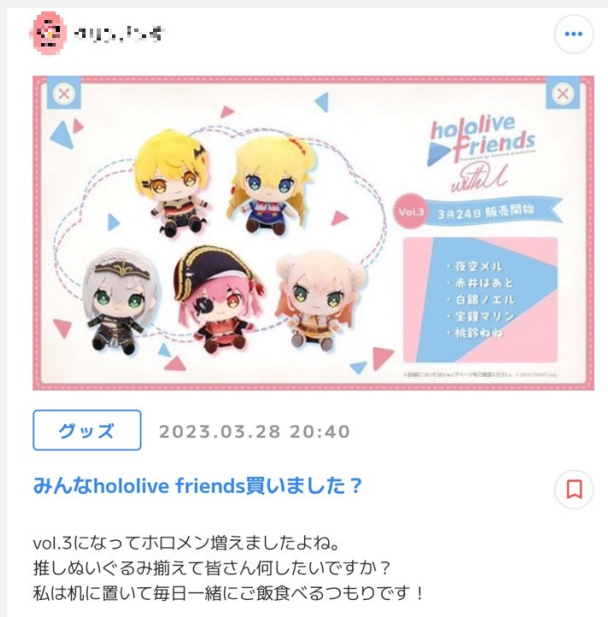 hololive
friends
with U
Vol.3 3月24日 販売開始
・夜空メル
・赤井はあと
・白銀ノエル
・宝鐘マリン
・桃鈴ねね
グッズ 2023.03.28 20:40
みんなhololive friends買いました？
vol.3になってホロメン増えましたよね。
推しぬいぐるみ揃えて皆さん何したいですか？
私は机に置いて毎日一緒にご飯食べるつもりです！